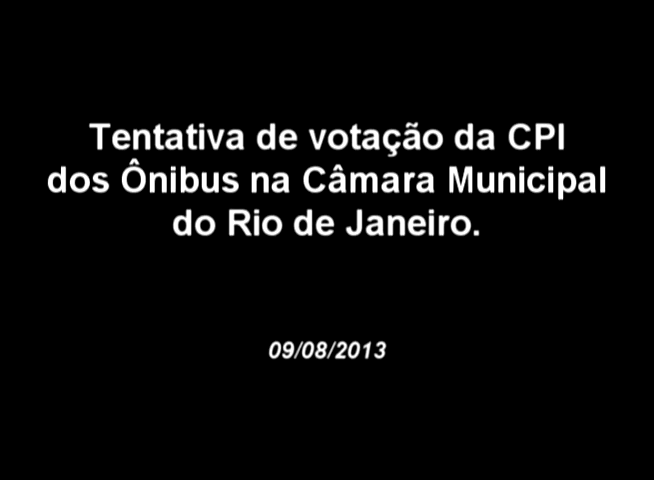 Tentativa de votação da CPI
dos Ônibus na Câmara Municipal
do Rio de Janeiro.
09/08/2013